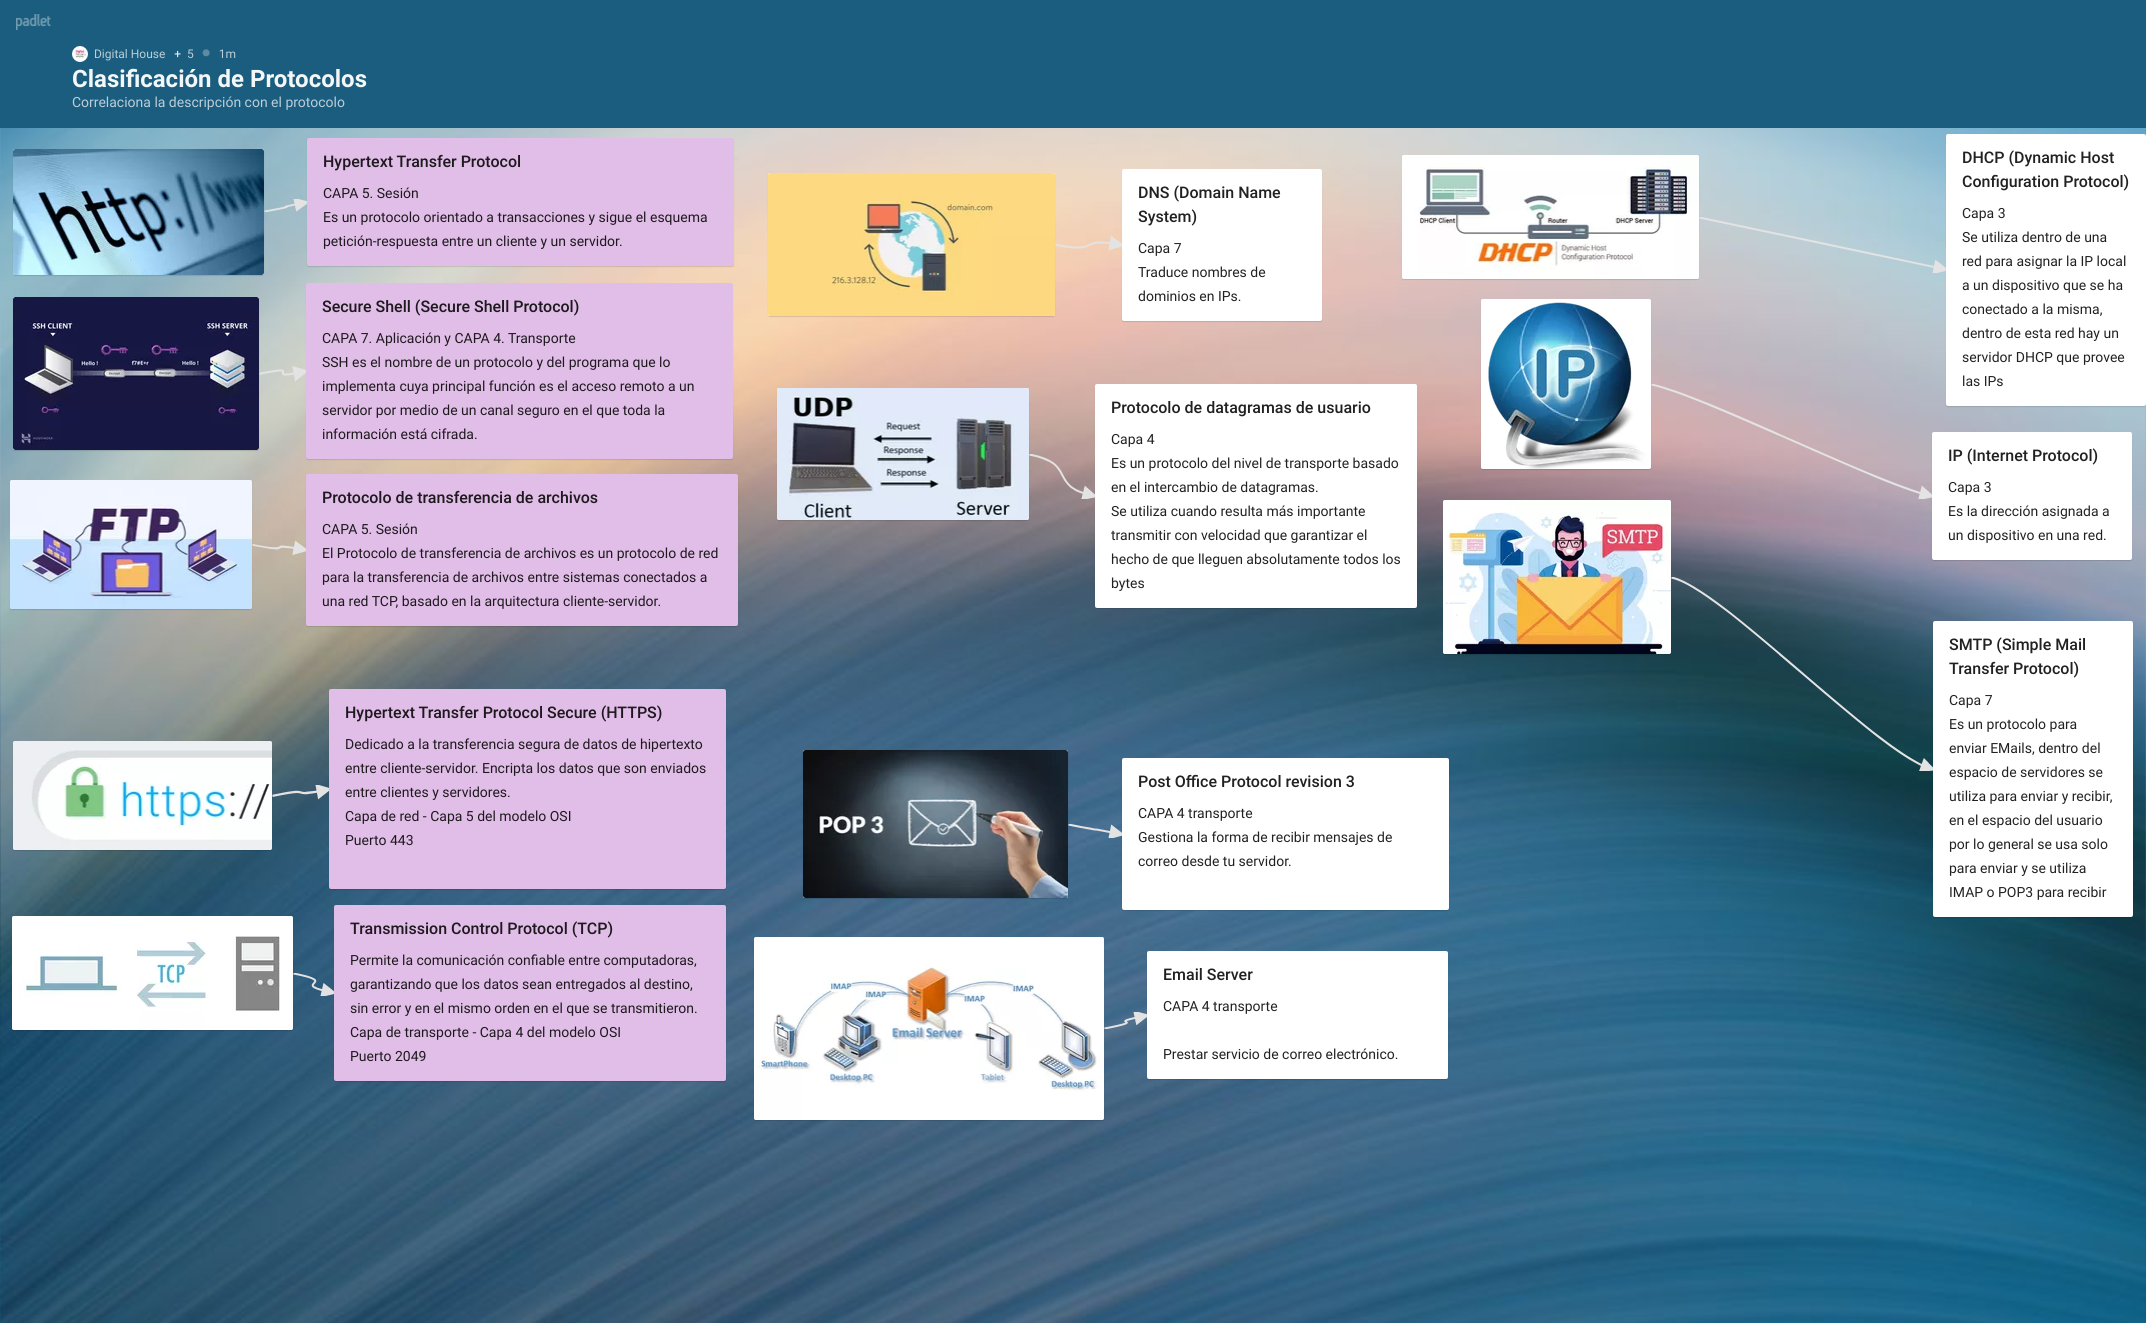 padlet
Digital House + 5 1m
Clasificación de Protocolos
Correlaciona la descripción con el protocolo
http://www
Hypertext Transfer Protocol
CAPA 5. Sesión
Es un protocolo orientado a transacciones y sigue el esquema
petición-respuesta entre un cliente y un servidor.
SSH CLIENT
SSH SERVER
Hello !
f7#E+r
Hello !
Secure Shell (Secure Shell Protocol)
CAPA 7. Aplicación y CAPA 4. Transporte
SSH es el nombre de un protocolo y del programa que lo
implementa cuya principal función es el acceso remoto a un
servidor por medio de un canal seguro en el que toda la
información está cifrada.
FTP
Protocolo de transferencia de archivos
CAPA 5. Sesión
El Protocolo de transferencia de archivos es un protocolo de red
para la transferencia de archivos entre sistemas conectados a
una red TCP, basado en la arquitectura cliente-servidor.
https://
Hypertext Transfer Protocol Secure (HTTPS)
Dedicado a la transferencia segura de datos de hipertexto
entre cliente-servidor. Encripta los datos que son enviados
entre clientes y servidores.
Capa de red - Capa 5 del modelo OSI
Puerto 443
TCP
Transmission Control Protocol (TCP)
Permite la comunicación confiable entre computadoras,
garantizando que los datos sean entregados al destino,
sin error y en el mismo orden en el que se transmitieron.
Capa de transporte - Capa 4 del modelo OSI
Puerto 2049
domain.com
216.3.128.12
DNS (Domain Name
System)
Capa 7
Traduce nombres de
dominios en IPs.
UDP
Request
Response
Response
Client
Server
Protocolo de datagramas de usuario
Capa 4
Es un protocolo del nivel de transporte basado
en el intercambio de datagramas.
Se utiliza cuando resulta más importante
transmitir con velocidad que garantizar el
hecho de que lleguen absolutamente todos los
bytes
POP 3
Post Office Protocol revision 3
CAPA 4 transporte
Gestiona la forma de recibir mensajes de
correo desde tu servidor.
IMAP
IMAP
IMAP
IMAP
Email Server
SmartPhone
Desktop PC
Tablet
Desktop PC
Email Server
CAPA 4 transporte
Prestar servicio de correo electrónico.
DHCP Client
Router
DHCP Server
DHCP
Dynamic Host
Configuration Protocol
DHCP (Dynamic Host
Configuration Protocol)
Capa 3
Se utiliza dentro de una
red para asignar la IP local
a un dispositivo que se ha
conectado a la misma,
dentro de esta red hay un
servidor DHCP que provee
las IPs
IP
IP (Internet Protocol)
Capa 3
Es la dirección asignada a
un dispositivo en una red.
SMTP
SMTP (Simple Mail
Transfer Protocol)
Capa 7
Es un protocolo para
enviar EMails, dentro del
espacio de servidores se
utiliza para enviar y recibir,
en el espacio del usuario
por lo general se usa solo
para enviar y se utiliza
IMAP o POP3 para recibir